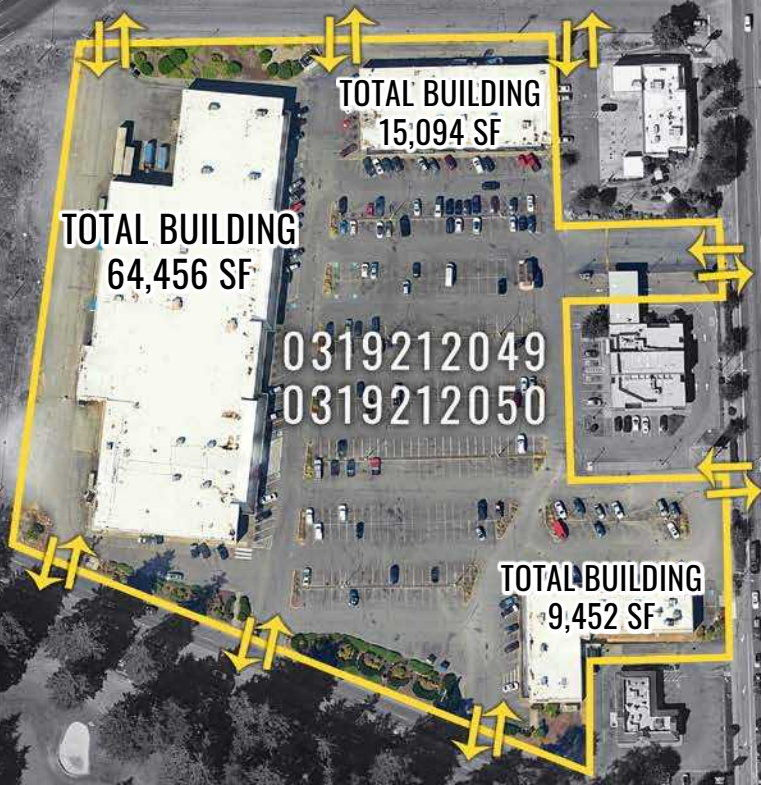 TOTAL BUILDING
15,094 SF
TOTAL BUILDING
64,456 SF
0319212049
0319212050
TOTAL BUILDING
9,452 SF